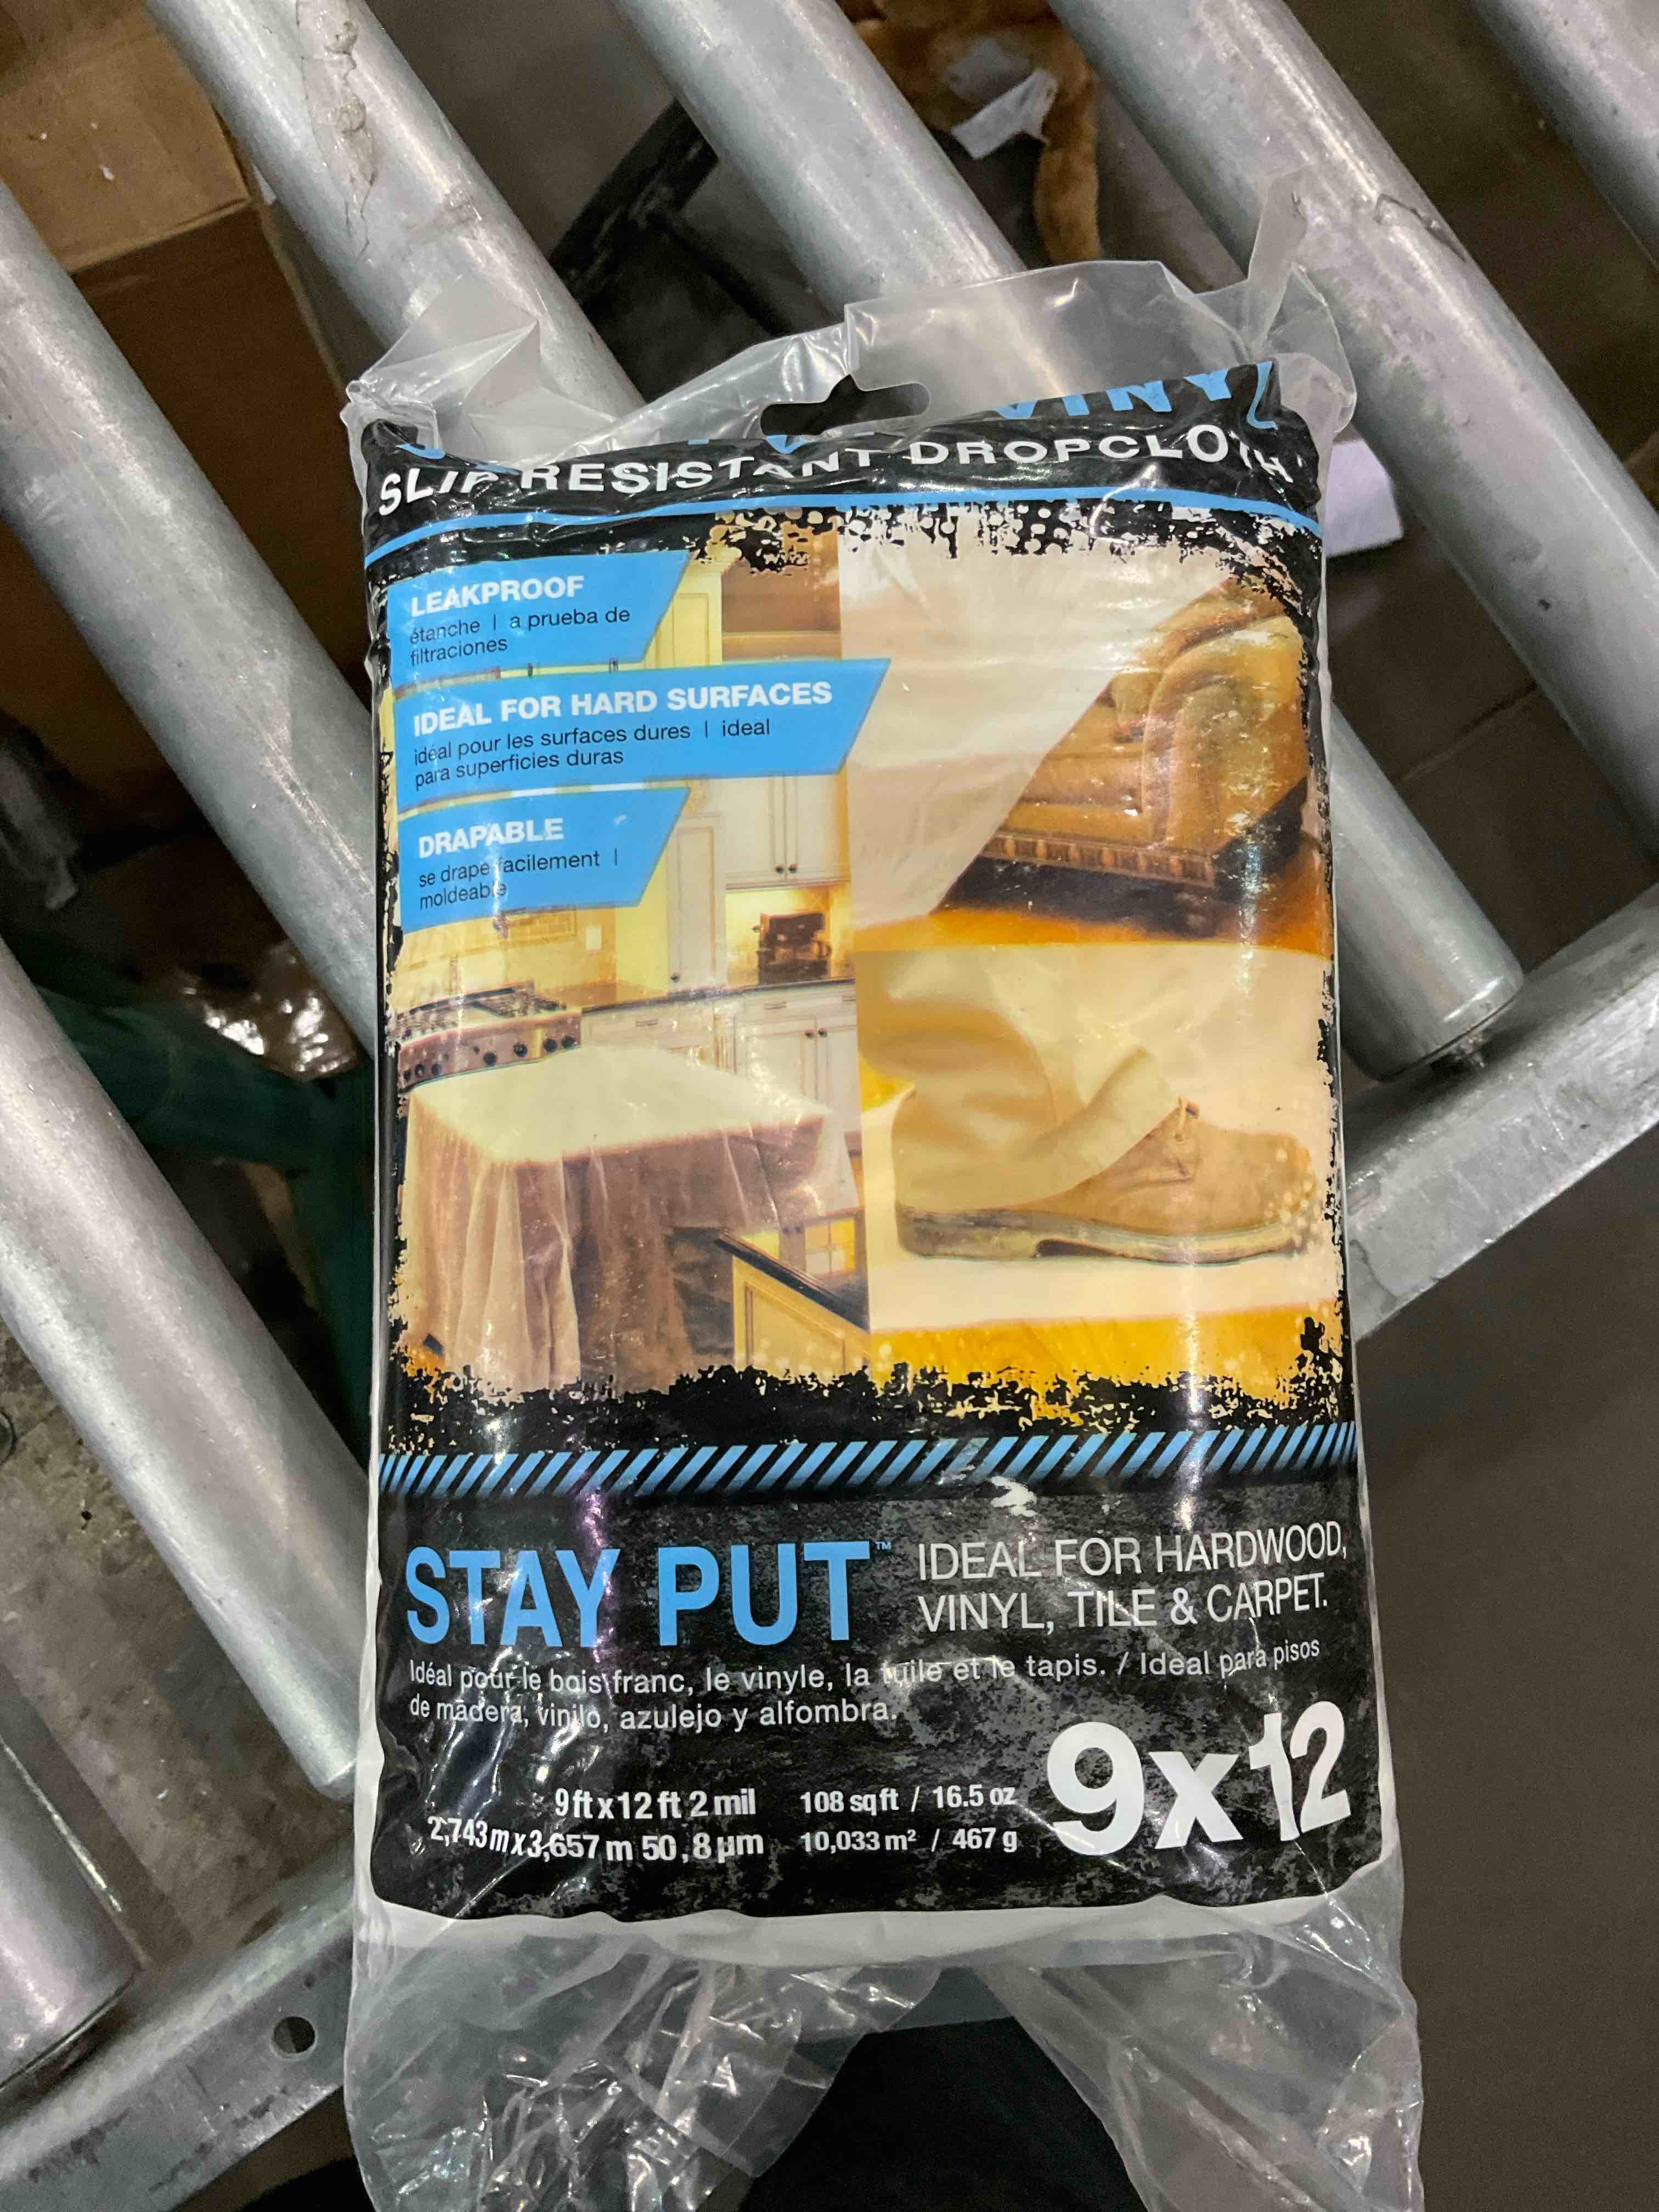 VINYL
SLIP RESISTANT DROPCLOTH
LEAKPROOF
étanche | a prueba de
filtraciones
IDEAL FOR HARD SURFACES
idéal pour les surfaces dures | ideal
para superficies duras
DRAPABLE
se drape facilement |
moldeable
STAY PUT™
IDEAL FOR HARDWOOD,
VINYL, TILE & CARPET.
Idéal pour le bois franc, le vinyle, la tuile et le tapis. / Ideal para pisos
de madera, vinilo, azulejo y alfombra.
9 ft x 12 ft 2 mil 108 sq ft / 16.5 oz
2,743 m x 3,657 m 50,8 µm 10,033 m² / 467 g
9x12